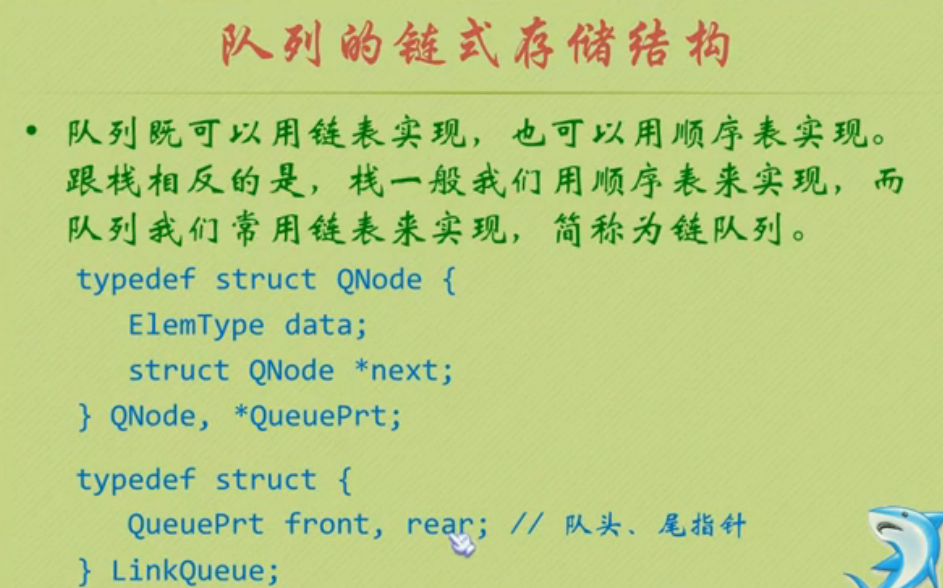 队列的链式存储结构
• 队列既可以用链表实现，也可以用顺序表实现。
跟栈相反的是，栈一般我们用顺序表来实现，而
队列我们常用链表来实现，简称为链队列。
typedef struct QNode {
ElemType data;
struct QNode *next;
} QNode, *QueuePrt;
typedef struct {
QueuePrt front, rear; // 队头、尾指针
} LinkQueue;